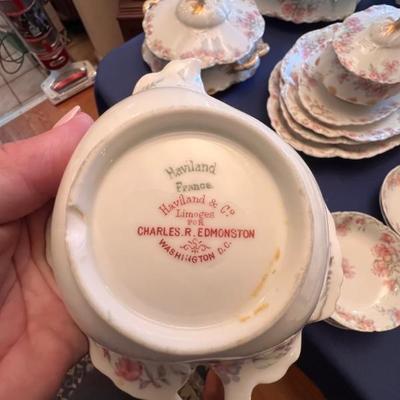 Haviland
France
Haviland & Co
Limoges
FOR
CHARLES. R. EDMONSTON
WASHINGTON D.C.